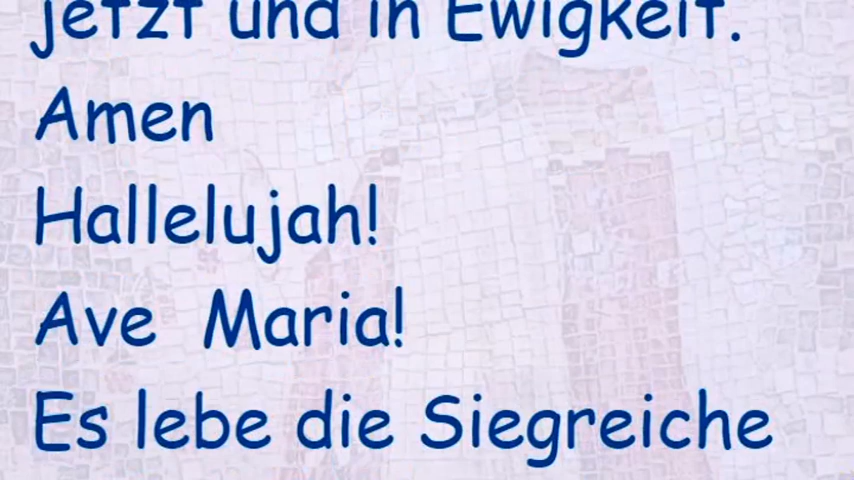 jetzt und in Ewigkeit.
Amen
Hallelujah!
Ave Maria!
Es lebe die Siegreiche